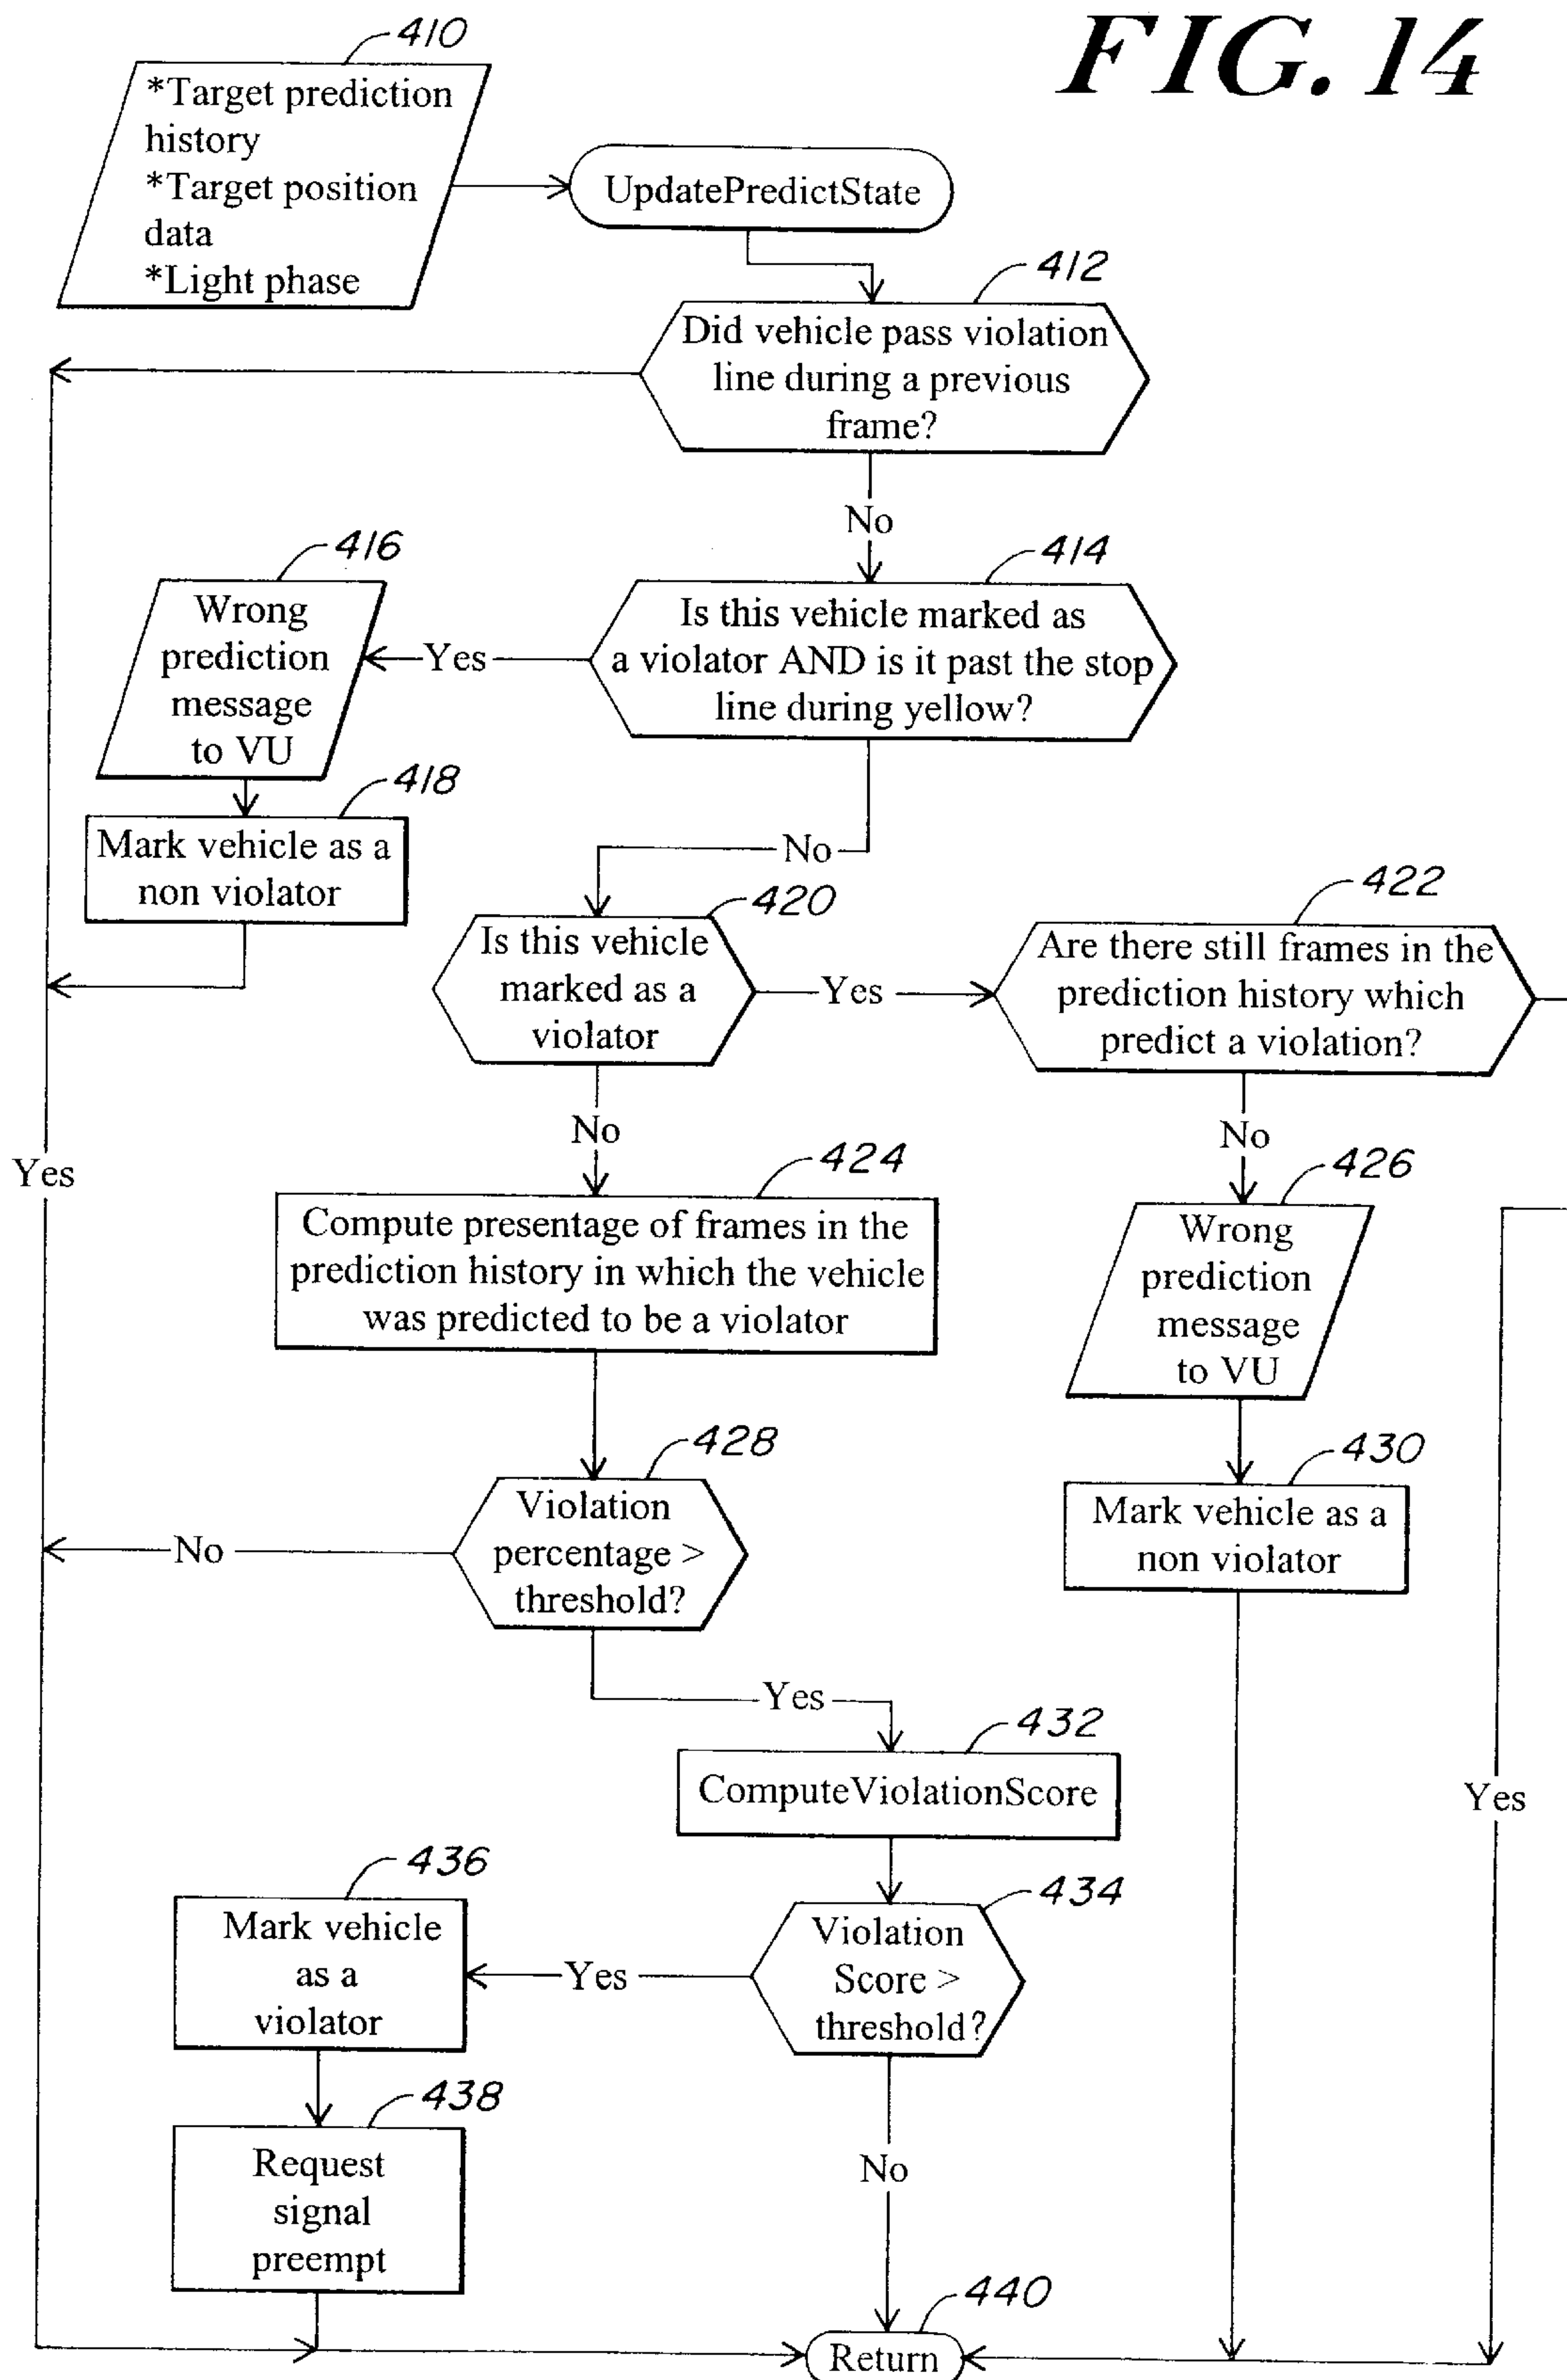 FIG. 14
410
*Target prediction
history
*Target position
data
*Light phase
UpdatePredictState
412
Did vehicle pass violation
line during a previous
frame?
No
414
Is this vehicle marked as
a violator AND is it past the stop
line during yellow?
Yes
416
Wrong
prediction
message
to VU
418
Mark vehicle as a
non violator
No
420
Is this vehicle
marked as a
violator
Yes
422
Are there still frames in the
prediction history which
predict a violation?
No
No
Yes
424
Compute presentage of frames in the
prediction history in which the vehicle
was predicted to be a violator
426
Wrong
prediction
message
to VU
428
Violation
percentage >
threshold?
No
430
Mark vehicle as a
non violator
Yes
432
ComputeViolationScore
Yes
434
Violation
Score >
threshold?
Yes
436
Mark vehicle
as a
violator
438
Request
signal
preempt
No
440
Return